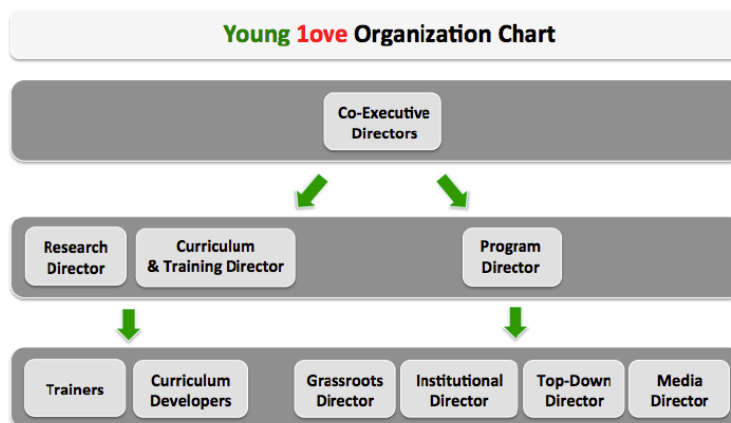 Young 1ove Organization Chart
Co-Executive
Directors
Research
Director
Curriculum
& Training Director
Program
Director
Trainers
Curriculum
Developers
Grassroots
Director
Institutional
Director
Top-Down
Director
Media
Director